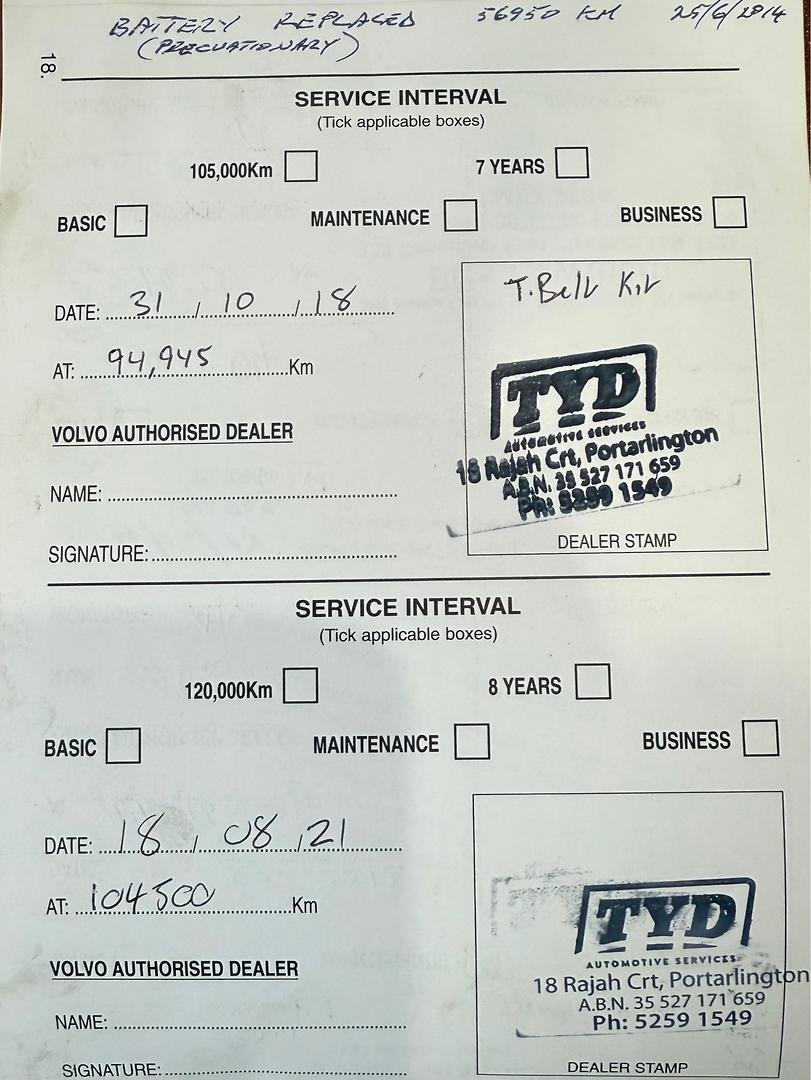 BATTERY REPLACED 56950 KM 25/6/2014
(PRECUATIONARY)
18.
SERVICE INTERVAL
(Tick applicable boxes)
105,000Km 7 YEARS
BASIC MAINTENANCE BUSINESS
T. Belt Kit
DATE: 31 / 10 / 18
AT: 94,945 Km
TYD
AUTOMOTIVE SERVICES
18 Rajah Crt, Portarlington
A.B.N. 35 527 171 659
Ph: 5259 1549
VOLVO AUTHORISED DEALER
NAME:
SIGNATURE:
DEALER STAMP
SERVICE INTERVAL
(Tick applicable boxes)
120,000Km 8 YEARS
BASIC MAINTENANCE BUSINESS
DATE: 18 / 08 / 21
AT: 104500 Km
TYD
AUTOMOTIVE SERVICES
18 Rajah Crt, Portarlington
A.B.N. 35 527 171 659
Ph: 5259 1549
VOLVO AUTHORISED DEALER
NAME:
SIGNATURE:
DEALER STAMP